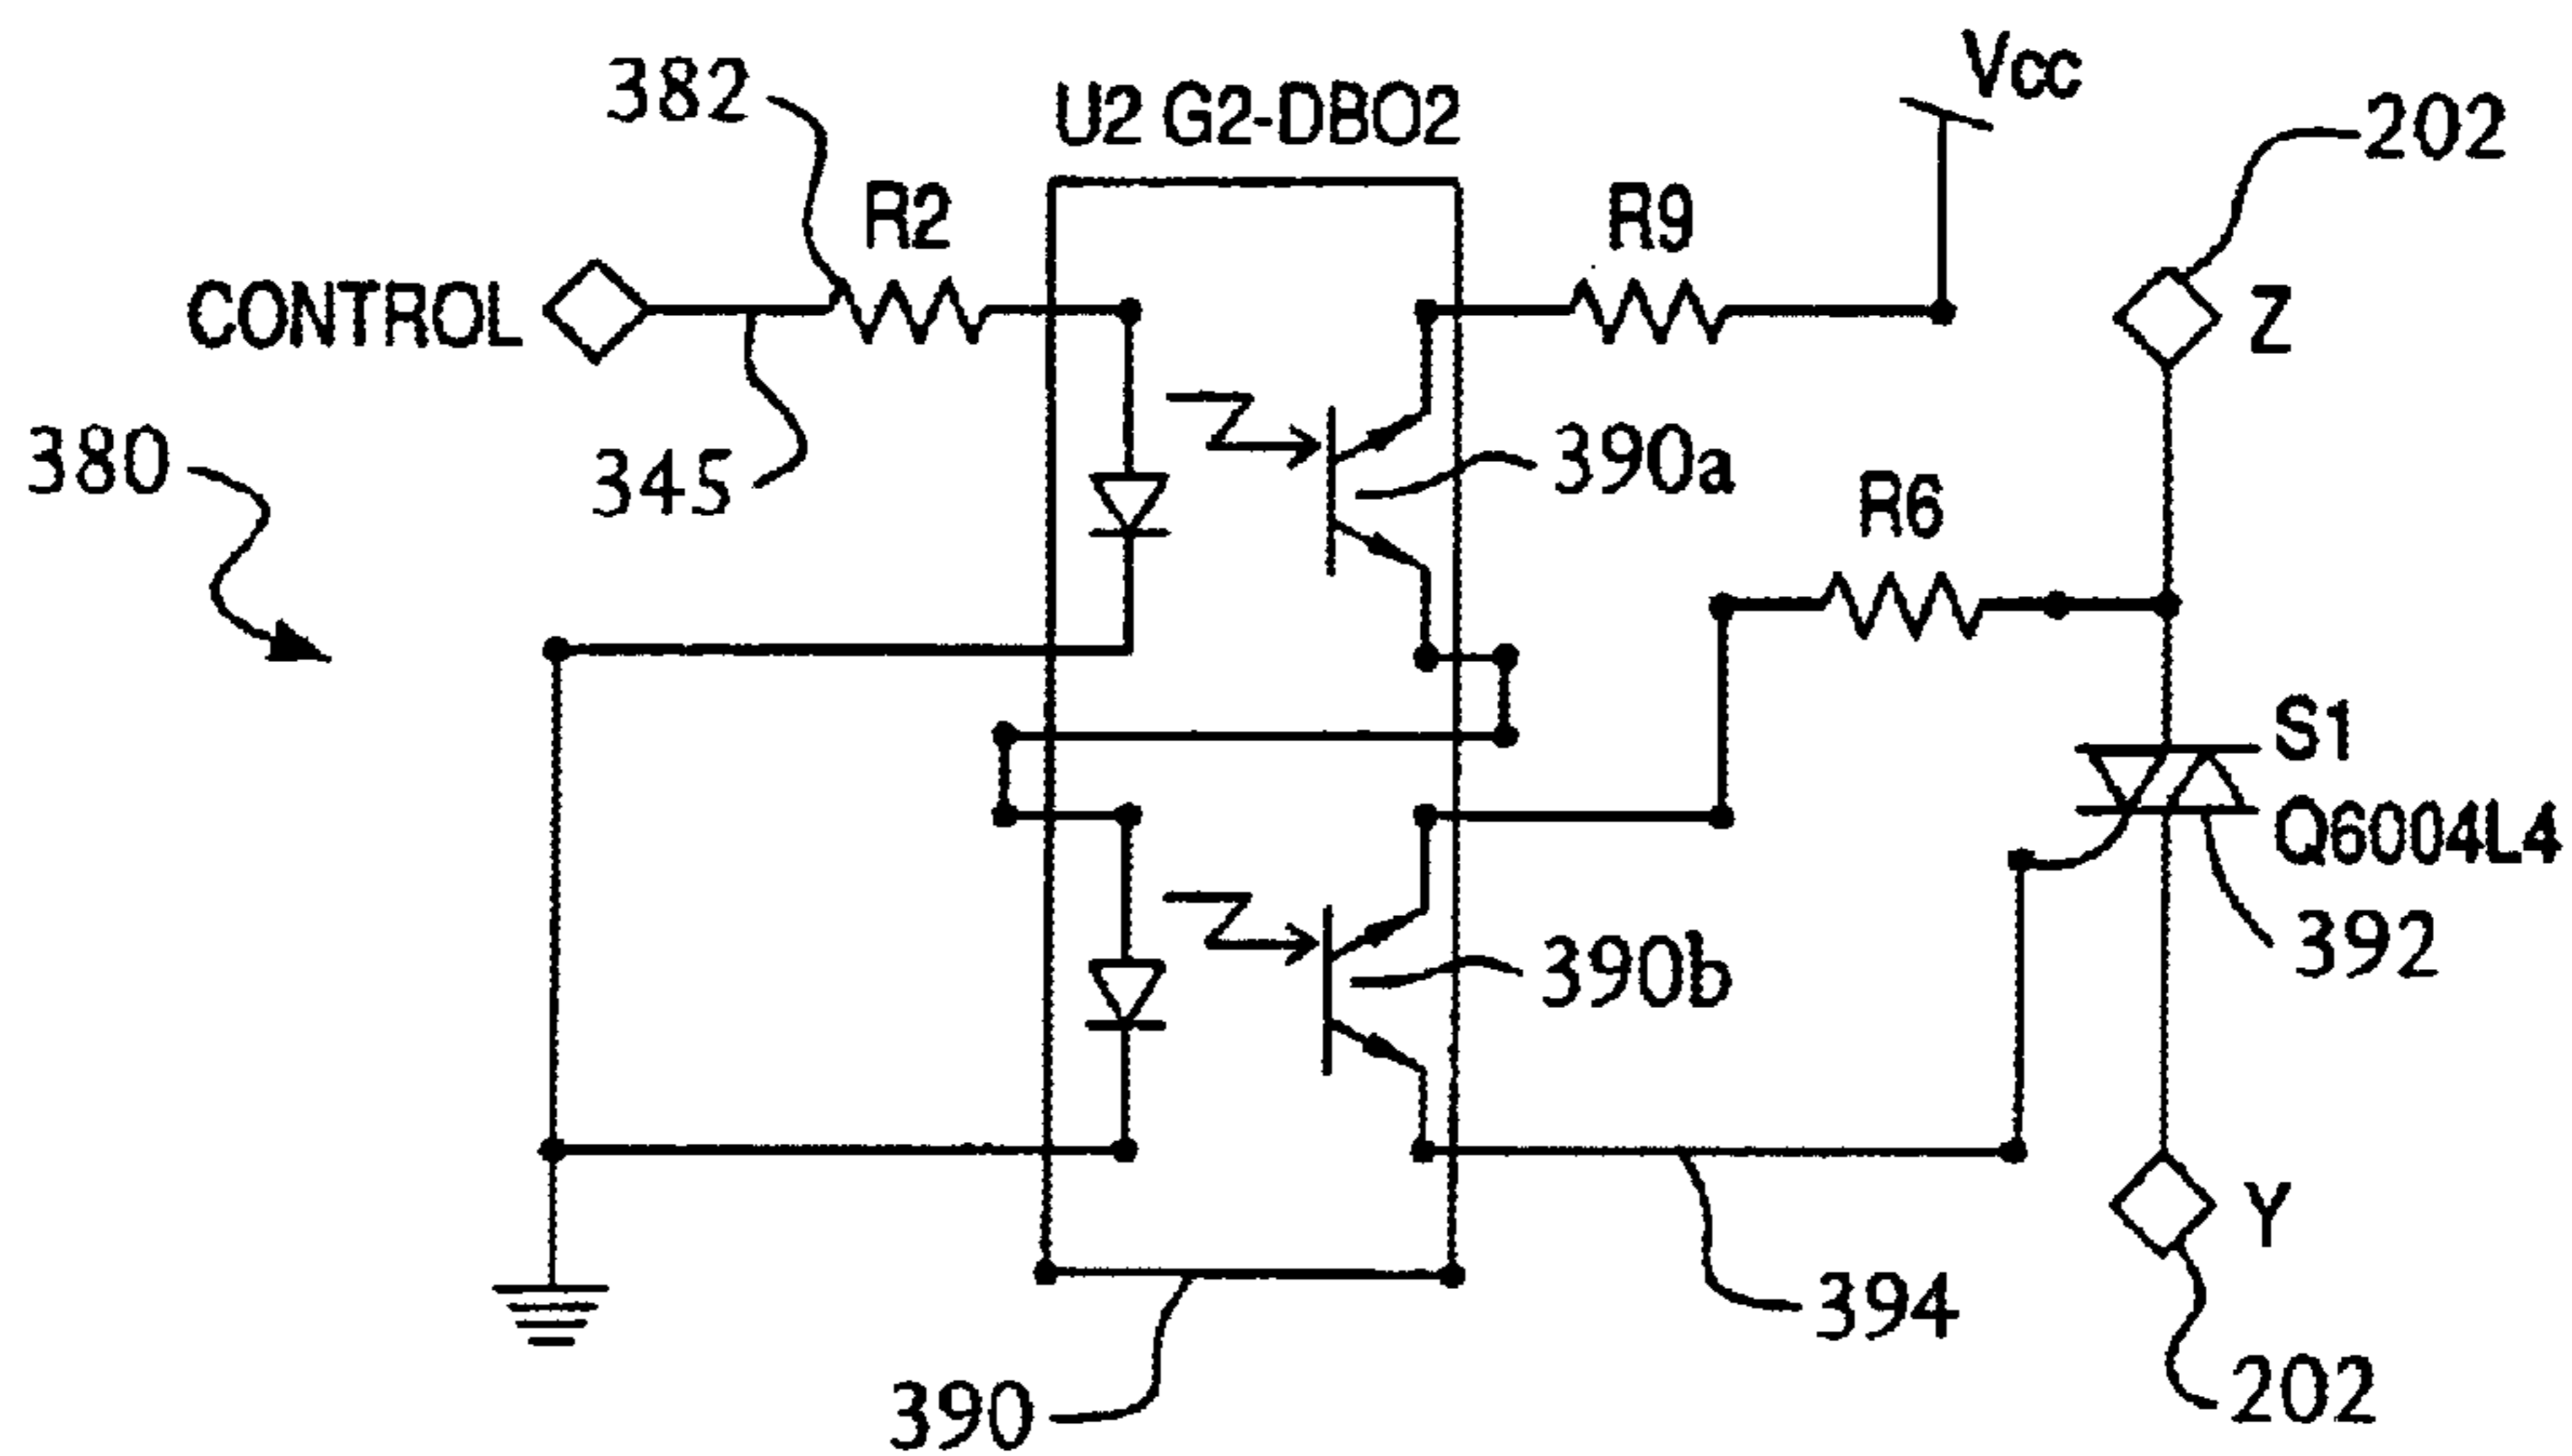 Vcc
382
U2 G2-DBO2
202
R2
R9
CONTROL
Z
380
345
390a
R6
S1
Q6004L4
390b
392
Y
394
390
202